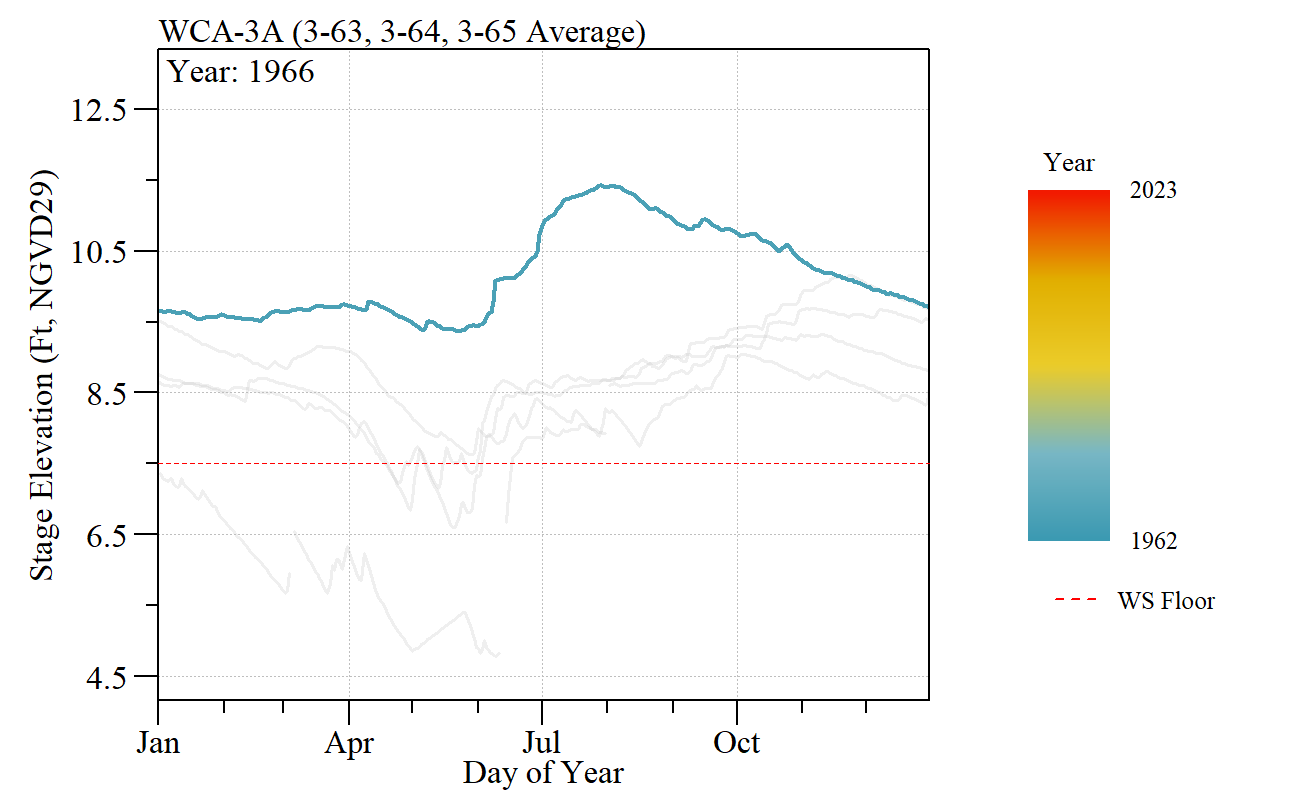 WCA-3A (3-63, 3-64, 3-65 Average)
Year: 1966
12.5
10.5
8.5
6.5
4.5
Stage Elevation (Ft, NGVD29)
Jan
Apr
Jul
Oct
Day of Year
Year
2023
1962
WS Floor